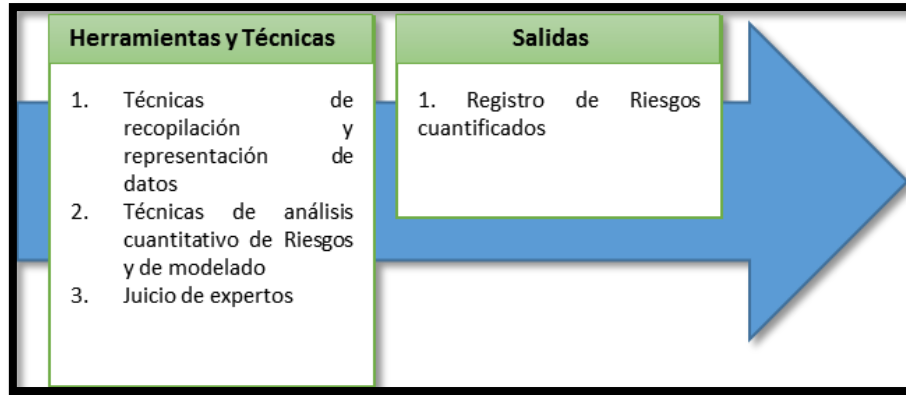 Herramientas y Técnicas
1. Técnicas de
recopilación y
representación de
datos
2. Técnicas de análisis
cuantitativo de Riesgos
y de modelado
3. Juicio de expertos
Salidas
1. Registro de Riesgos
cuantificados